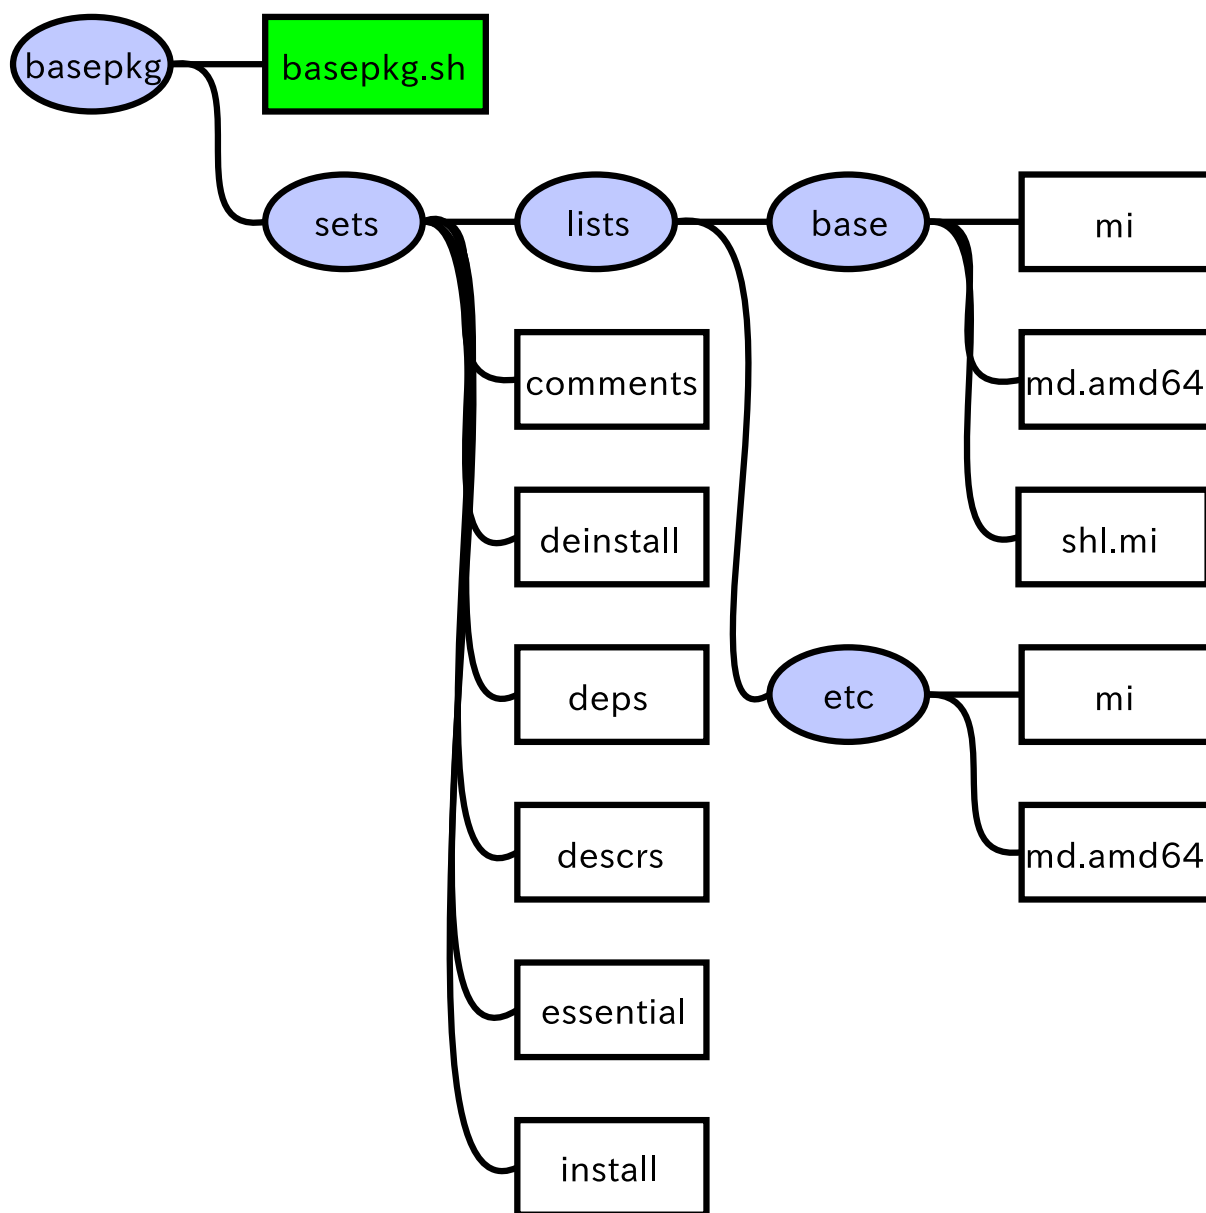 basepkg
basepkg.sh
sets
lists
base
mi
comments
md.amd64
deinstall
shl.mi
deps
etc
mi
descrs
md.amd64
essential
install